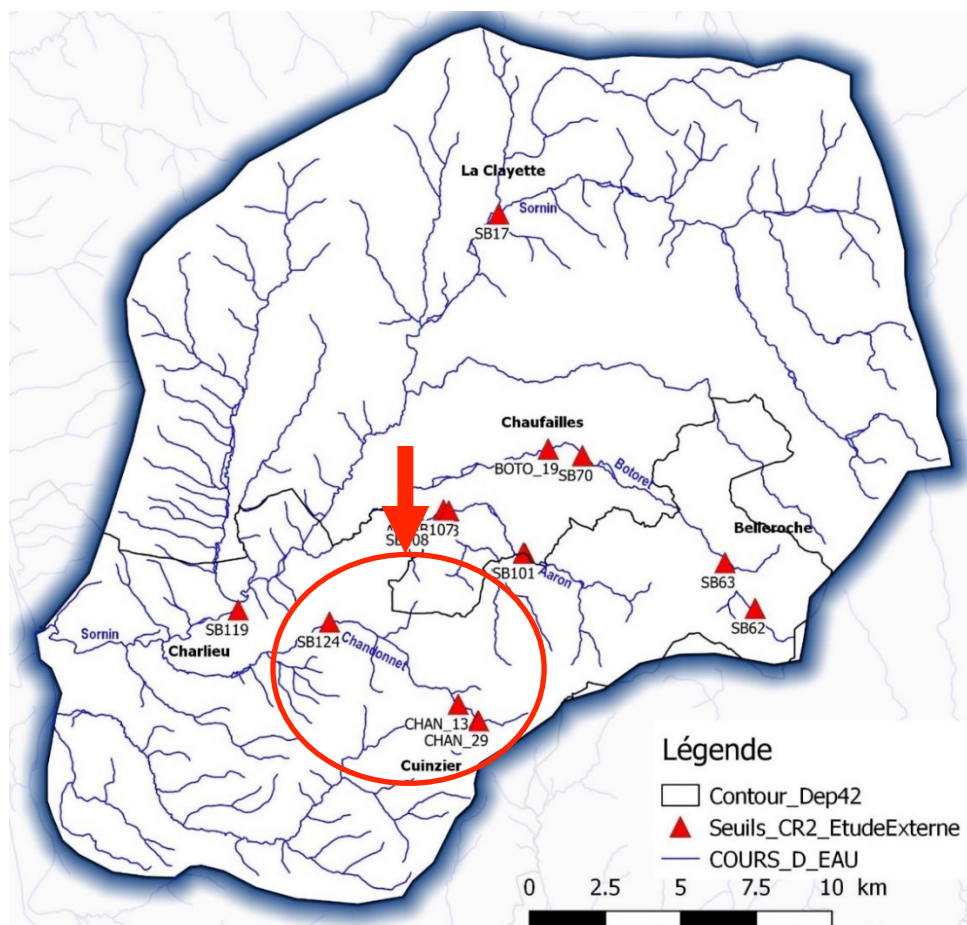 La Clayette
Sornin
SB17
Chaufailles
BOTO_19
SB70
Botoret
Belleroche
SB101
Aaron
SB63
SB62
SB119
SB124
Chandonnet
Sornin
Charlieu
CHAN_13
CHAN_29
Cuinzier
Légende
Contour_Dep42
Seuils_CR2_EtudeExterne
COURS_D_EAU
0 2.5 5 7.5 10 km